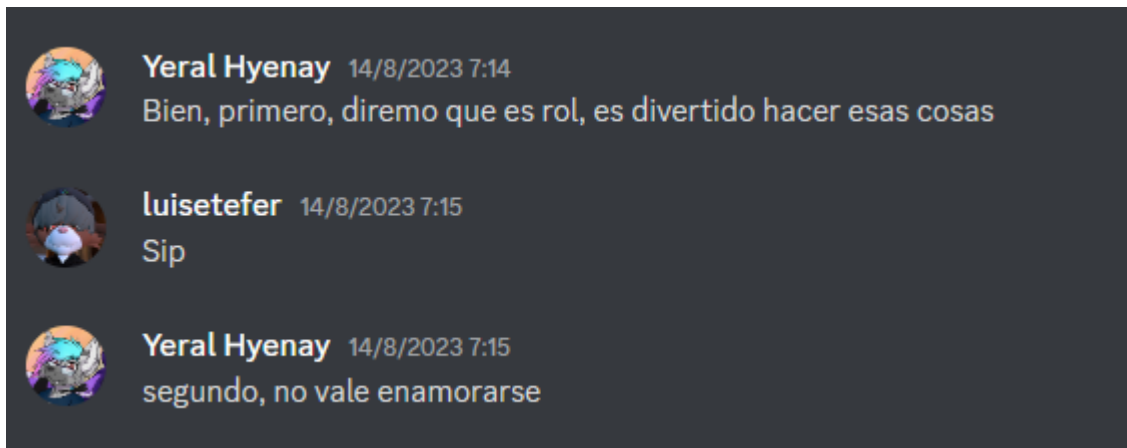 Yeral Hyenay 14/8/2023 7:14
Bien, primero, diremo que es rol, es divertido hacer esas cosas
luisetefer 14/8/2023 7:15
Sip
Yeral Hyenay 14/8/2023 7:15
segundo, no vale enamorarse